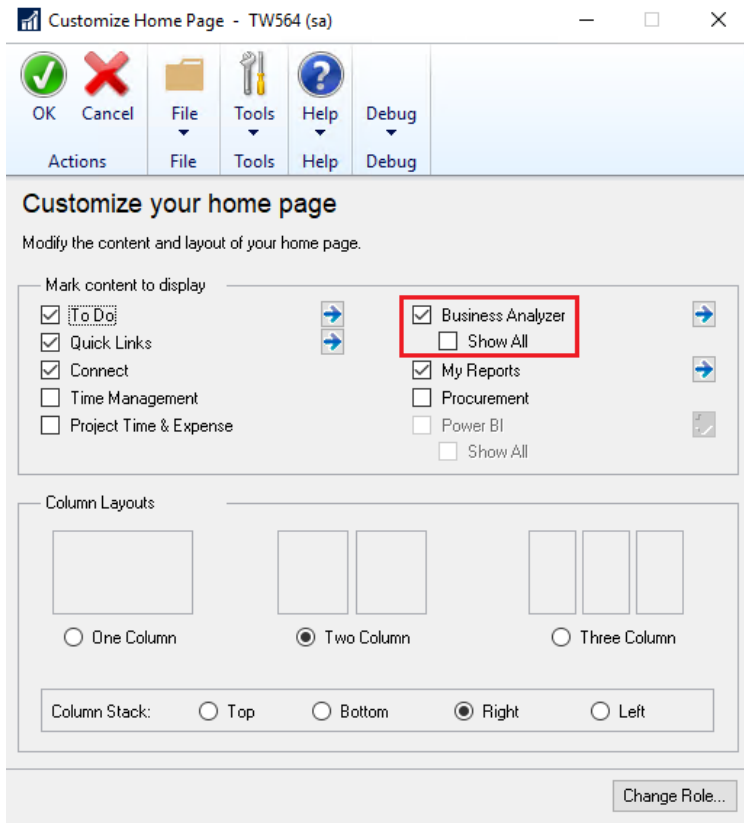 Customize Home Page - TW564 (sa)
OK Cancel File Tools Help Debug
Actions File Tools Help Debug
Customize your home page
Modify the content and layout of your home page.
Mark content to display
To Do Business Analyzer
Quick Links Show All
Connect My Reports
Time Management Procurement
Project Time & Expense Power BI
Show All
Column Layouts
One Column Two Column Three Column
Column Stack: Top Bottom Right Left
Change Role...